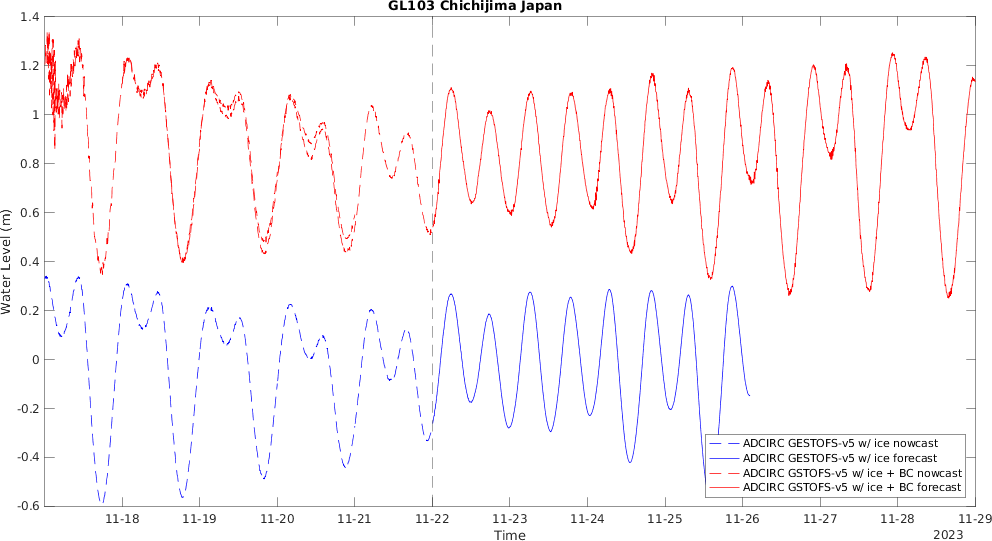 GL103 Chichijima Japan
Water Level (m)
1.4
1.2
1
0.8
0.6
0.4
0.2
0
-0.2
-0.4
-0.6
ADCIRC GESTOFS-v5 w/ ice nowcast
ADCIRC GESTOFS-v5 w/ ice forecast
ADCIRC GSTOFS-v5 w/ ice + BC nowcast
ADCIRC GSTOFS-v5 w/ ice + BC forecast
11-18 11-19 11-20 11-21 11-22 11-23 11-24 11-25 11-26 11-27 11-28 11-29
Time
2023